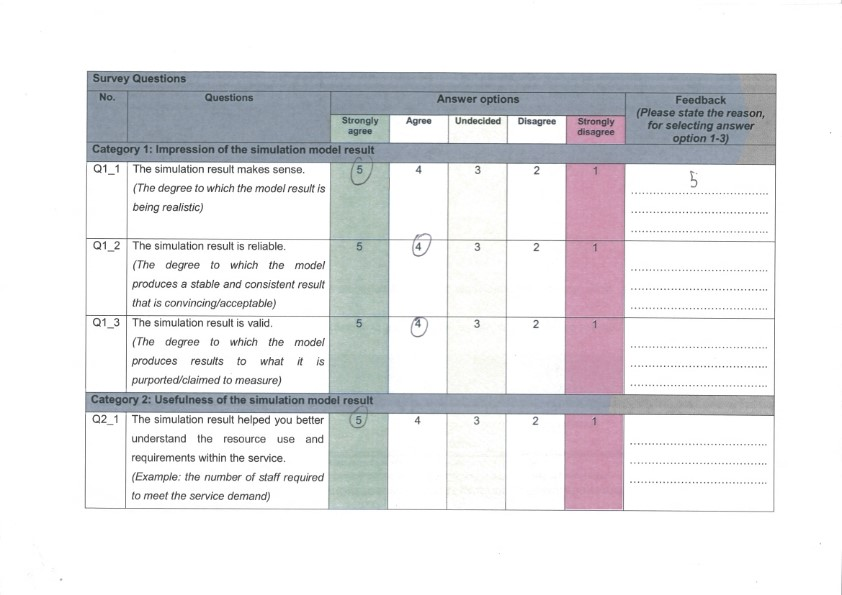 Survey Questions
No. Questions Answer options Feedback
(Please state the reason,
for selecting answer
option 1-3)
Strongly agree Agree Undecided Disagree Strongly disagree
Category 1: Impression of the simulation model result
Q1_1 The simulation result makes sense. 5 4 3 2 1 5
(The degree to which the model result is
being realistic)
Q1_2 The simulation result is reliable. 5 4 3 2 1
(The degree to which the model
produces a stable and consistent result
that is convincing/acceptable)
Q1_3 The simulation result is valid. 5 4 3 2 1
(The degree to which the model
produces results to what it is
purported/claimed to measure)
Category 2: Usefulness of the simulation model result
Q2_1 The simulation result helped you better 5 4 3 2 1
understand the resource use and
requirements within the service.
(Example: the number of staff required
to meet the service demand)